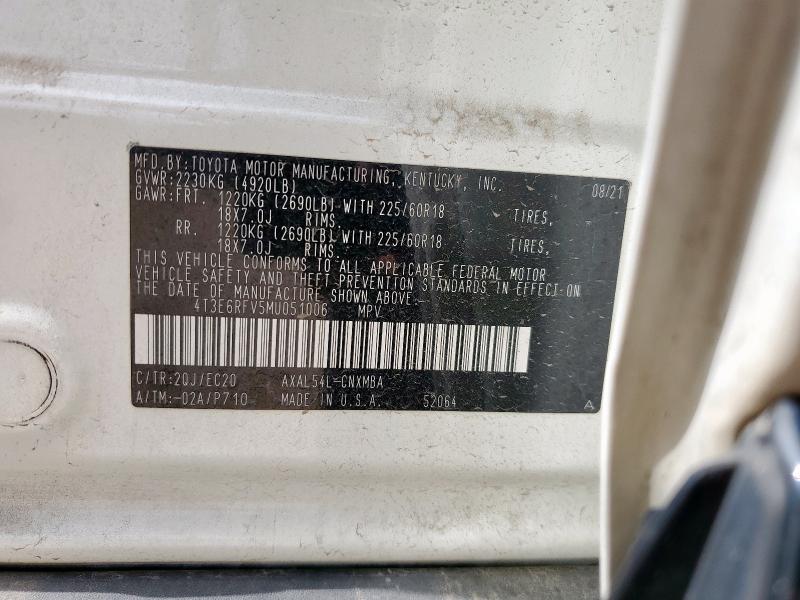 MFD.BY:TOYOTA MOTOR MANUFACTURING, KENTUCKY, INC. 08/21
GVWR:2230KG (4920LB)
GAWR:FRT. 1220KG (2690LB) WITH 225/60R18 TIRES,
18X7.0J RIMS,
RR. 1220KG (2690LB) WITH 225/60R18 TIRES,
18X7.0J RIMS.
THIS VEHICLE CONFORMS TO ALL APPLICABLE FEDERAL MOTOR
VEHICLE SAFETY AND THEFT PREVENTION STANDARDS IN EFFECT ON
THE DATE OF MANUFACTURE SHOWN ABOVE.
4T3E6RFV5MU051006 MPV
C/TR:20J/EC20 AXAL54L-CNXMBA
A/TM:-02A/P710 MADE IN U.S.A. 52064 A